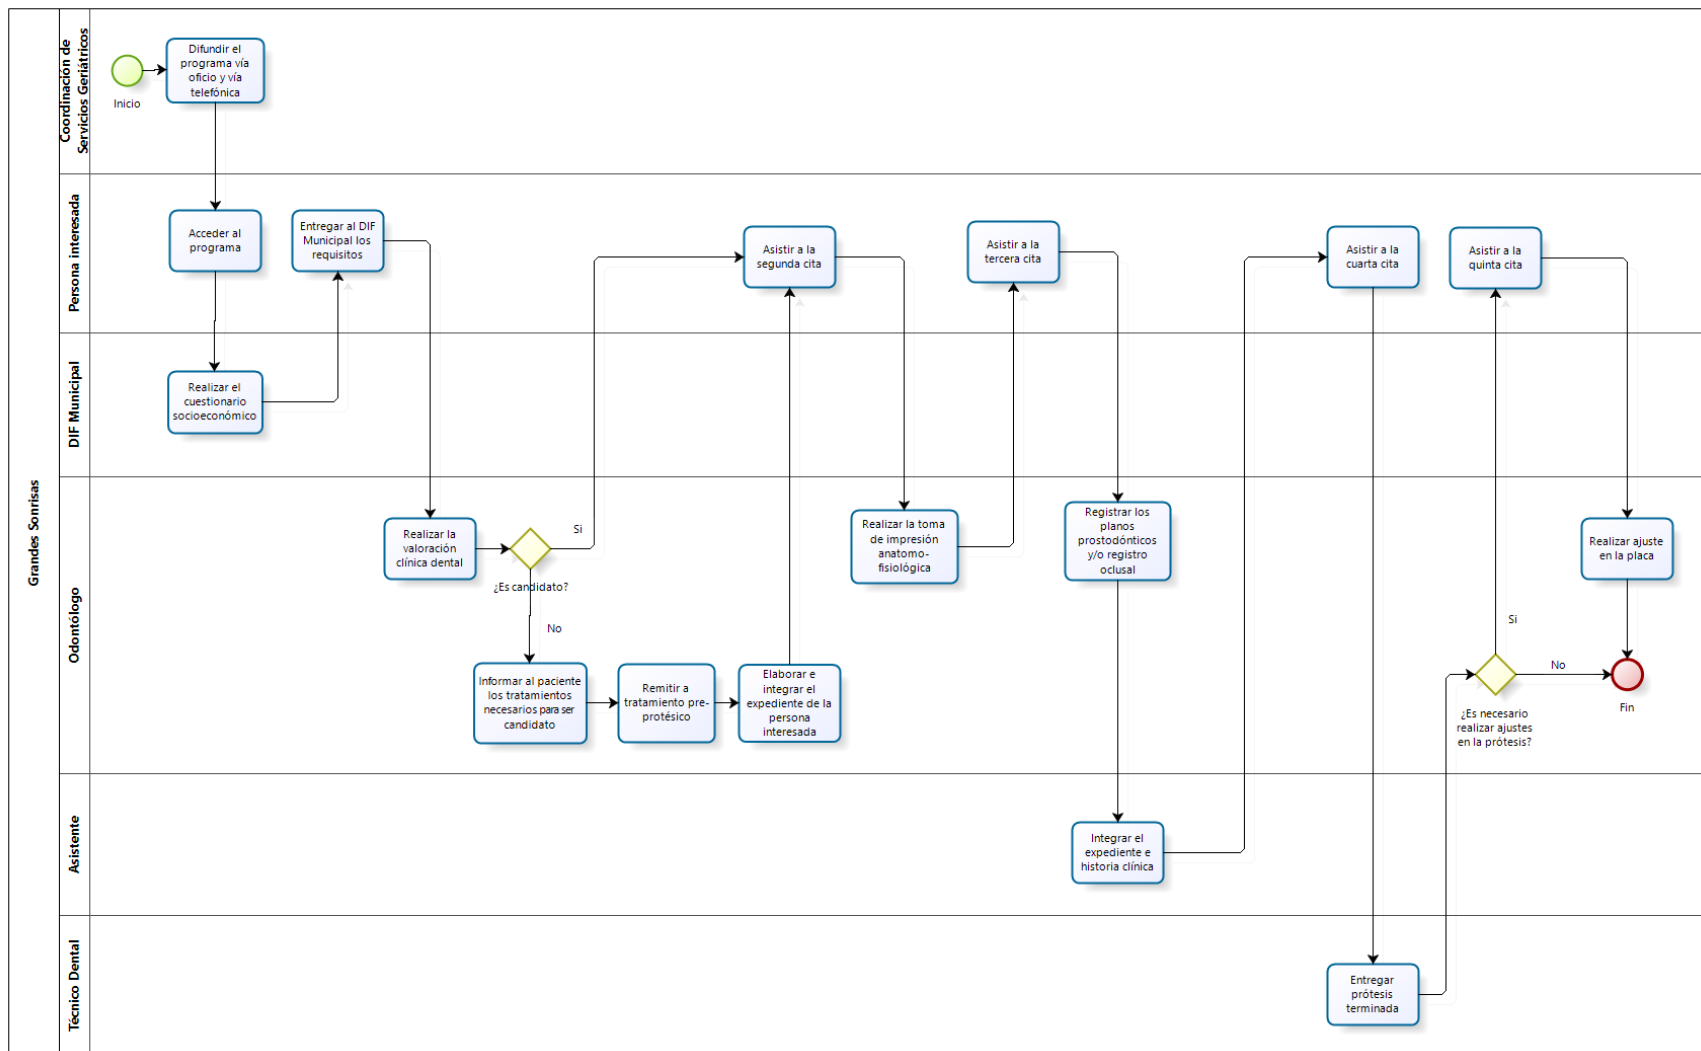 Grandes Sonrisas
Coordinación de
Servicios Geriátricos
Inicio
Difundir el
programa vía
oficio y vía
telefónica
Persona interesada
Acceder al
programa
Entregar al DIF
Municipal los
requisitos
Asistir a la
segunda cita
Asistir a la
tercera cita
Asistir a la
cuarta cita
Asistir a la
quinta cita
DIF Municipal
Realizar el
cuestionario
socioeconómico
Odontólogo
Realizar la
valoración
clínica dental
¿Es candidato?
Si
No
Informar al paciente
los tratamientos
necesarios para ser
candidato
Remitir a
tratamiento pre-
protésico
Elaborar e
integrar el
expediente de la
persona
interesada
Realizar la toma
de impresión
anatomo-
fisiológica
Registrar los
planos
prostodónticos
y/o registro
oclusal
¿Es necesario
realizar ajustes
en la prótesis?
Si
No
Realizar ajuste
en la placa
Fin
Asistente
Integrar el
expediente e
historia clínica
Técnico Dental
Entregar
prótesis
terminada